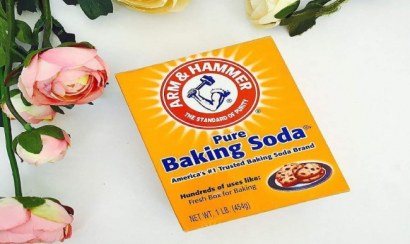 ARM & HAMMER
THE STANDARD OF PURITY
Pure
Baking Soda
America's #1 Trusted Baking Soda Brand
Hundreds of uses like:
Fresh Box for Baking
NET WT. 1 LB. (454g)